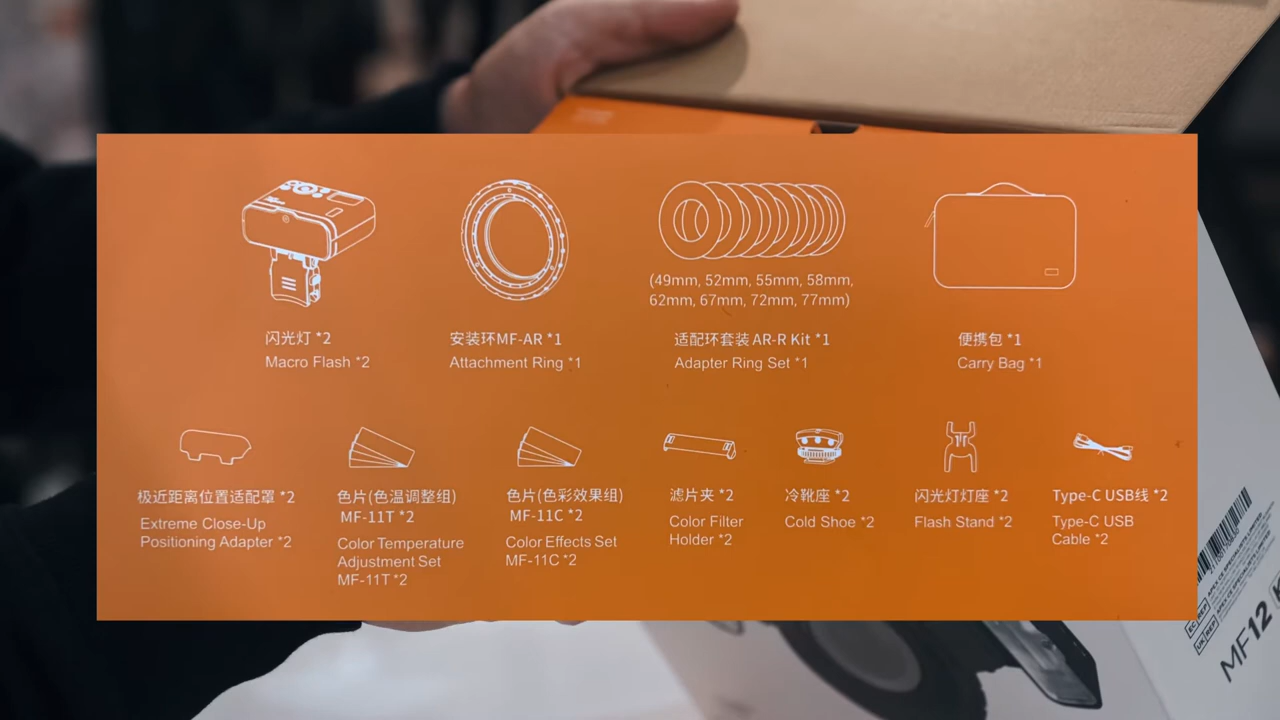 (49mm, 52mm, 55mm, 58mm,
62mm, 67mm, 72mm, 77mm)
闪光灯 *2
Macro Flash *2
安装环MF-AR *1
Attachment Ring *1
适配环套装AR-R Kit *1
Adapter Ring Set *1
便携包 *1
Carry Bag *1
极近距离位置适配罩 *2
Extreme Close-Up
Positioning Adapter *2
色片(色温调整组)
MF-11T *2
Color Temperature
Adjustment Set
MF-11T *2
色片(色彩效果组)
MF-11C *2
Color Effects Set
MF-11C *2
滤片夹 *2
Color Filter
Holder *2
冷靴座 *2
Cold Shoe *2
闪光灯灯座 *2
Flash Stand *2
Type-C USB线 *2
Type-C USB
Cable *2
EC REP
UK REP
MF12